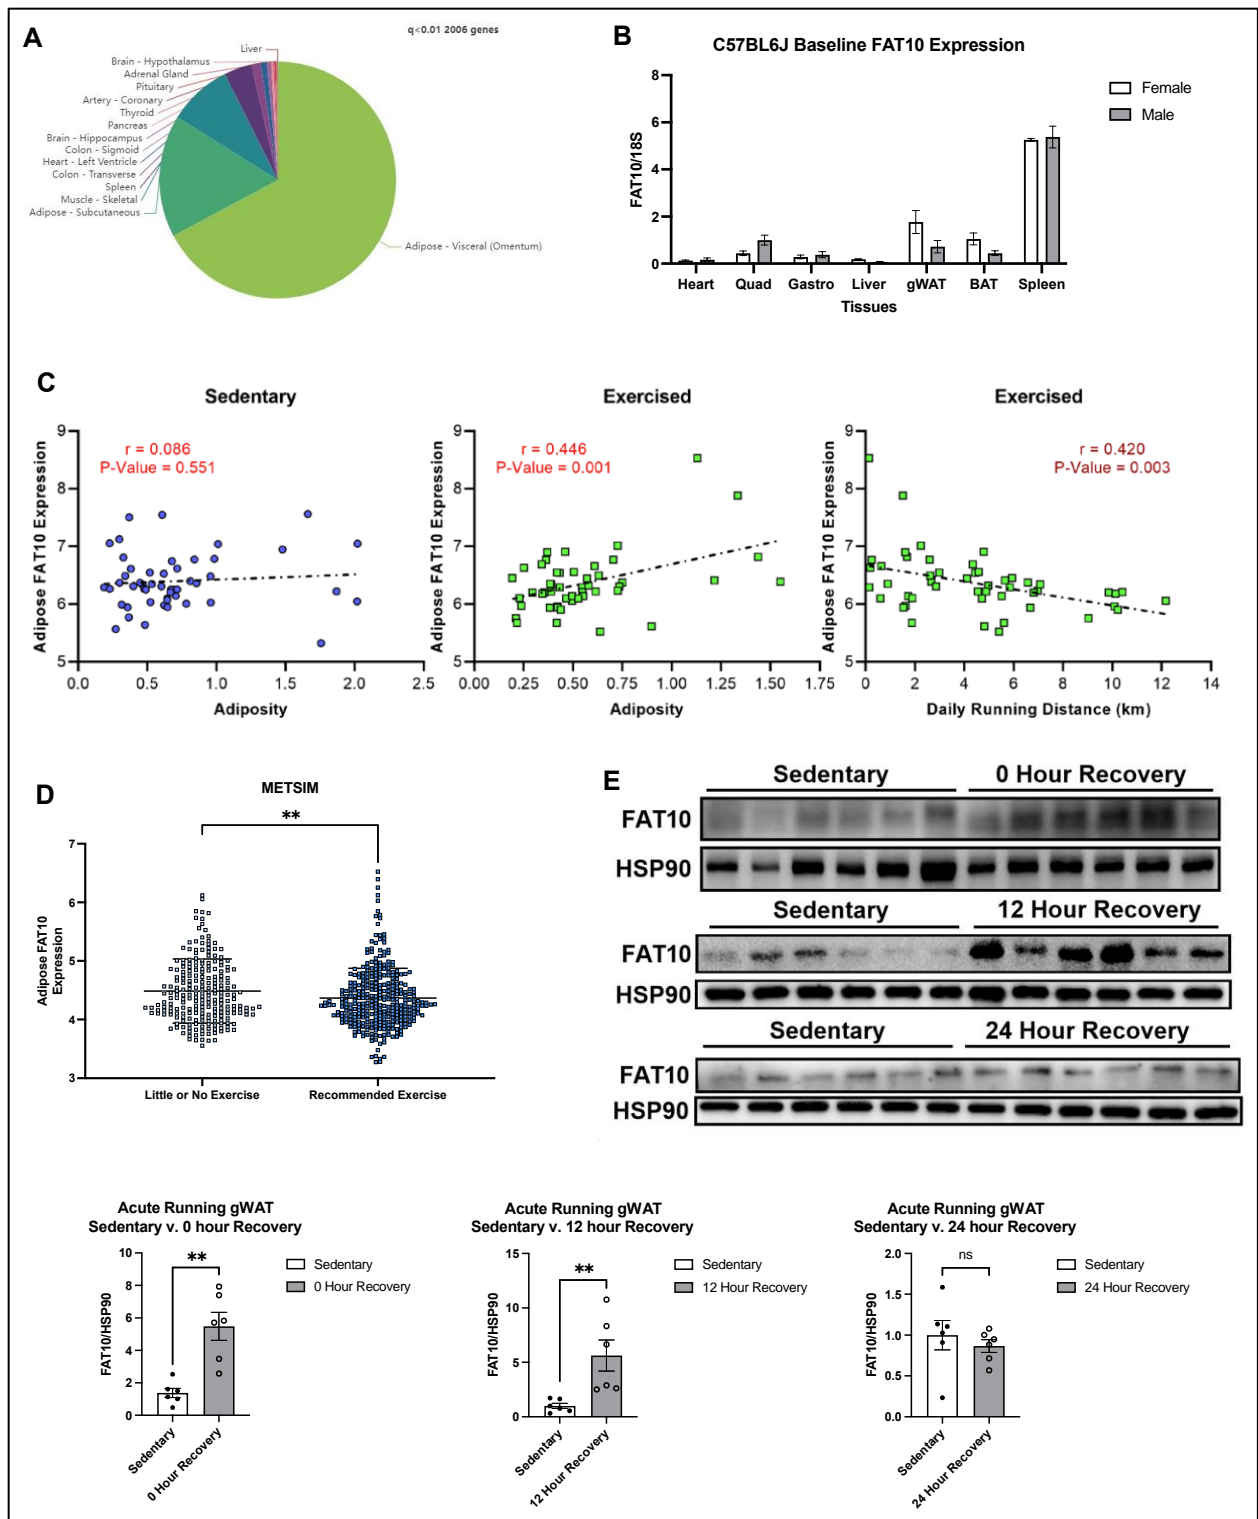 A
q<0.01 2006 genes
Liver
Brain - Hypothalamus
Adrenal Gland
Pituitary
Artery - Coronary
Thyroid
Pancreas
Brain - Hippocampus
Colon - Sigmoid
Heart - Left Ventricle
Colon - Transverse
Spleen
Muscle - Skeletal
Adipose - Subcutaneous
Adipose - Visceral (Omentum)
B
C57BL6J Baseline FAT10 Expression
FAT10/18S
8
6
4
2
0
Female
Male
Heart Quad Gastro Liver gWAT BAT Spleen
Tissues
C
Sedentary
Adipose FAT10 Expression
r = 0.086
P-Value = 0.551
9
8
7
6
5
0.0 0.5 1.0 1.5 2.0 2.5
Adiposity
Exercised
Adipose FAT10 Expression
r = 0.446
P-Value = 0.001
9
8
7
6
5
0.25 0.50 0.75 1.00 1.25 1.50 1.75
Adiposity
Exercised
Adipose FAT10 Expression
r = 0.420
P-Value = 0.003
9
8
7
6
5
0 2 4 6 8 10 12 14
Daily Running Distance (km)
D
METSIM
**
Adipose FAT10
Expression
7
6
5
4
3
Little or No Exercise Recommended Exercise
E
Sedentary 0 Hour Recovery
FAT10
HSP90
Sedentary 12 Hour Recovery
FAT10
HSP90
Sedentary 24 Hour Recovery
FAT10
HSP90
Acute Running gWAT
Sedentary v. 0 hour Recovery
FAT10/HSP90
10
8
6
4
2
0
**
Sedentary
0 Hour Recovery
Sedentary
0 Hour Recovery
Acute Running gWAT
Sedentary v. 12 hour Recovery
FAT10/HSP90
15
10
5
0
**
Sedentary
12 Hour Recovery
Sedentary
12 Hour Recovery
Acute Running gWAT
Sedentary v. 24 hour Recovery
FAT10/HSP90
2.0
1.5
1.0
0.5
0.0
ns
Sedentary
24 Hour Recovery
Sedentary
24 Hour Recovery